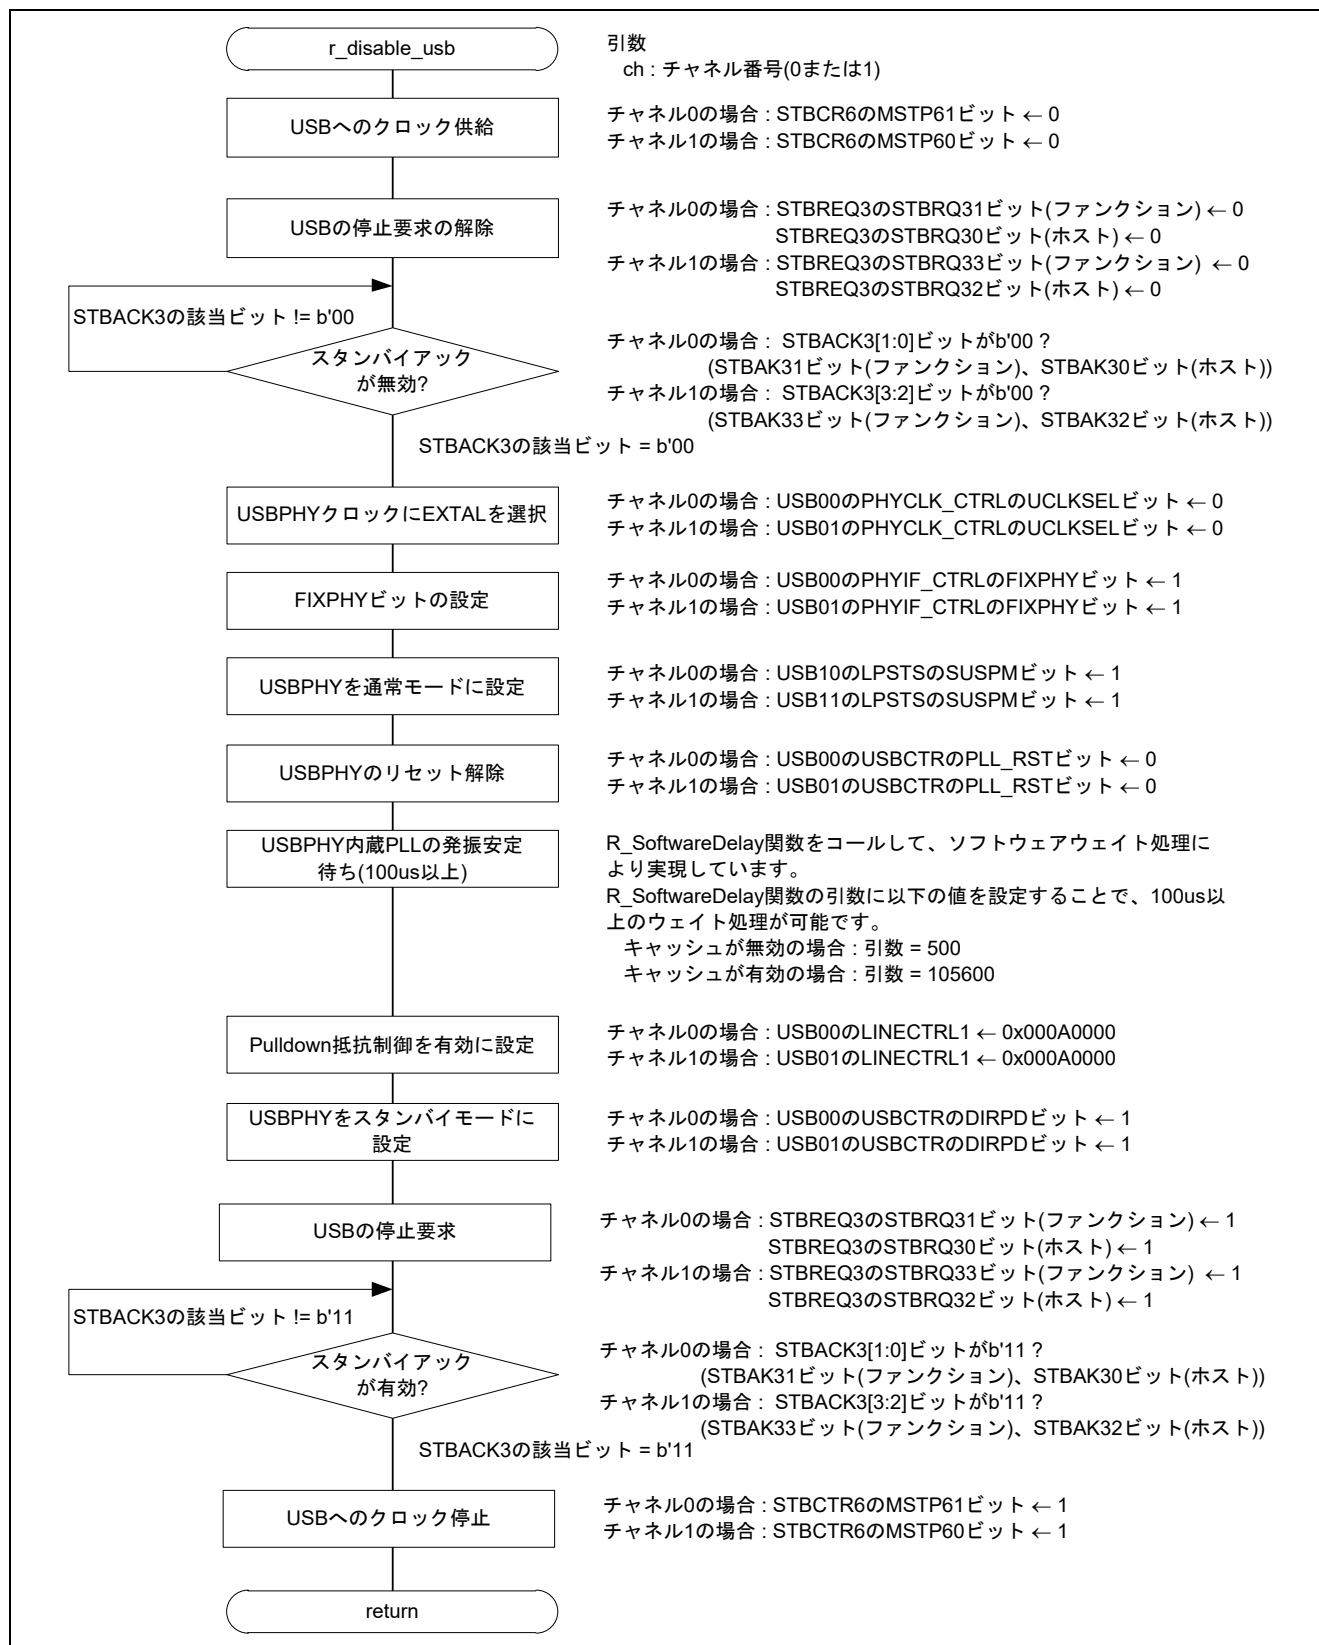 r_disable_usb
引数
ch : チャネル番号(0または1)
USBへのクロック供給
チャネル0の場合 : STBCR6のMSTP61ビット ← 0
チャネル1の場合 : STBCR6のMSTP60ビット ← 0
USBの停止要求の解除
チャネル0の場合 : STBREQ3のSTBRQ31ビット(ファンクション) ← 0
STBREQ3のSTBRQ30ビット(ホスト) ← 0
チャネル1の場合 : STBREQ3のSTBRQ33ビット(ファンクション) ← 0
STBREQ3のSTBRQ32ビット(ホスト) ← 0
STBACK3の該当ビット != b'00
スタンバイアック
が無効?
チャネル0の場合 : STBACK3[1:0]ビットがb'00 ?
(STBAK31ビット(ファンクション)、STBAK30ビット(ホスト))
チャネル1の場合 : STBACK3[3:2]ビットがb'00 ?
(STBAK33ビット(ファンクション)、STBAK32ビット(ホスト))
STBACK3の該当ビット = b'00
USBPHYクロックにEXTALを選択
チャネル0の場合 : USB00のPHYCLK_CTRLのUCLKSELビット ← 0
チャネル1の場合 : USB01のPHYCLK_CTRLのUCLKSELビット ← 0
FIXPHYビットの設定
チャネル0の場合 : USB00のPHYIF_CTRLのFIXPHYビット ← 1
チャネル1の場合 : USB01のPHYIF_CTRLのFIXPHYビット ← 1
USBPHYを通常モードに設定
チャネル0の場合 : USB10のLPSTSのSUSPMビット ← 1
チャネル1の場合 : USB11のLPSTSのSUSPMビット ← 1
USBPHYのリセット解除
チャネル0の場合 : USB00のUSBCTRのPLL_RSTビット ← 0
チャネル1の場合 : USB01のUSBCTRのPLL_RSTビット ← 0
USBPHY内蔵PLLの発振安定
待ち(100us以上)
R_SoftwareDelay関数をコールして、ソフトウェアウェイト処理に
より実現しています。
R_SoftwareDelay関数の引数に以下の値を設定することで、100us以
上のウェイト処理が可能です。
キャッシュが無効の場合 : 引数 = 500
キャッシュが有効の場合 : 引数 = 105600
Pulldown抵抗制御を有効に設定
チャネル0の場合 : USB00のLINECTRL1 ← 0x000A0000
チャネル1の場合 : USB01のLINECTRL1 ← 0x000A0000
USBPHYをスタンバイモードに
設定
チャネル0の場合 : USB00のUSBCTRのDIRPDビット ← 1
チャネル1の場合 : USB01のUSBCTRのDIRPDビット ← 1
USBの停止要求
チャネル0の場合 : STBREQ3のSTBRQ31ビット(ファンクション) ← 1
STBREQ3のSTBRQ30ビット(ホスト) ← 1
チャネル1の場合 : STBREQ3のSTBRQ33ビット(ファンクション) ← 1
STBREQ3のSTBRQ32ビット(ホスト) ← 1
STBACK3の該当ビット != b'11
スタンバイアック
が有効?
チャネル0の場合 : STBACK3[1:0]ビットがb'11 ?
(STBAK31ビット(ファンクション)、STBAK30ビット(ホスト))
チャネル1の場合 : STBACK3[3:2]ビットがb'11 ?
(STBAK33ビット(ファンクション)、STBAK32ビット(ホスト))
STBACK3の該当ビット = b'11
USBへのクロック停止
チャネル0の場合 : STBCTR6のMSTP61ビット ← 1
チャネル1の場合 : STBCTR6のMSTP60ビット ← 1
return